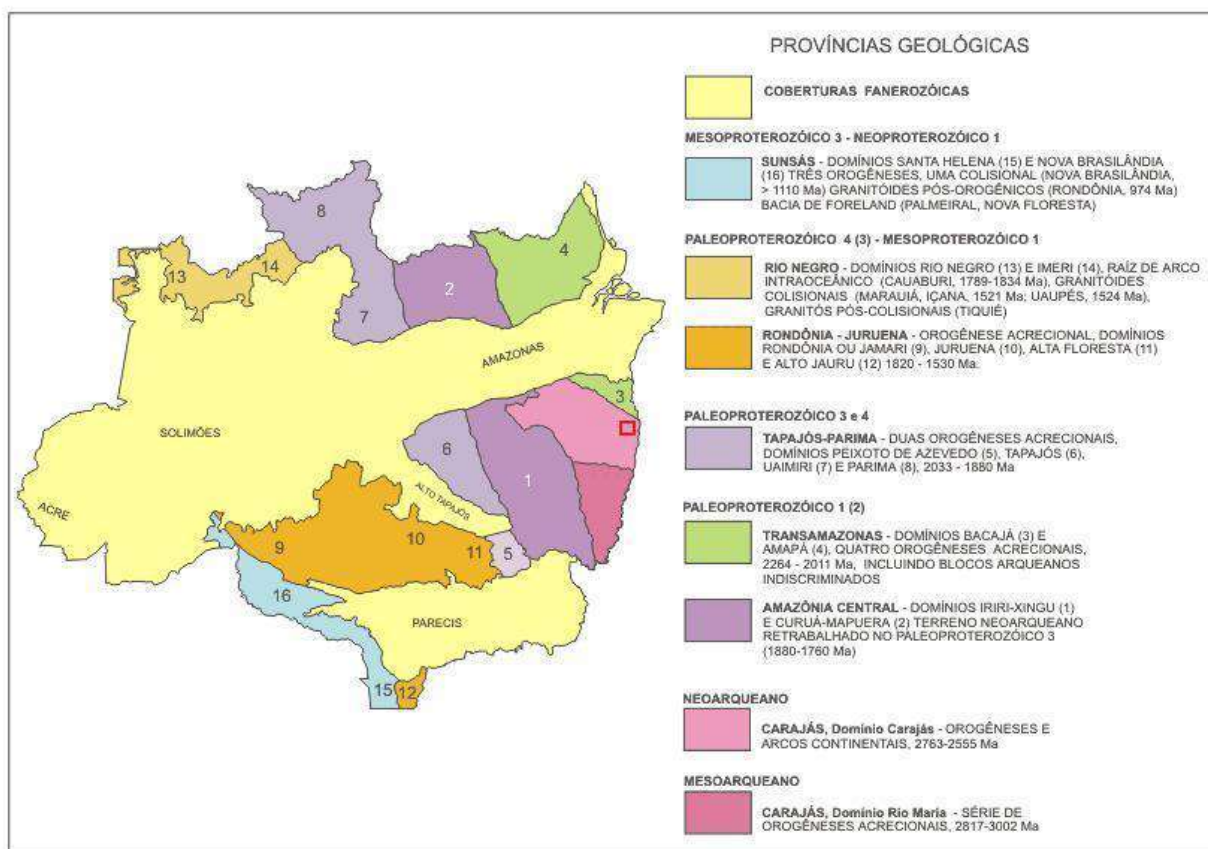 PROVÍNCIAS GEOLÓGICAS
COBERTURAS FANEROZÓICAS
MESOPROTEROZÓICO 3 - NEOPROTEROZÓICO 1
SUNSÁS - DOMÍNIOS SANTA HELENA (15) E NOVA BRASILÂNDIA
(16) TRÊS OROGÊNESES, UMA COLISIONAL (NOVA BRASILÂNDIA,
> 1110 Ma) GRANITÓIDES PÓS-OROGÊNICOS (RONDÔNIA, 974 Ma)
BACIA DE FORELAND (PALMEIRAL, NOVA FLORESTA)
PALEOPROTEROZÓICO 4 (3) - MESOPROTEROZÓICO 1
RIO NEGRO - DOMÍNIOS RIO NEGRO (13) E IMERI (14), RAÍZ DE ARCO
INTRAOCEÂNICO (CAUABURI, 1789-1834 Ma), GRANITÓIDES
COLISIONAIS (MARAUIÁ, IÇANA, 1521 Ma; UAUPÉS, 1524 Ma),
GRANITÓS PÓS-COLISIONAIS (TIQUIÉ)
RONDÔNIA - JURUENA - OROGÊNESE ACRECIONAL, DOMÍNIOS
RONDÔNIA OU JAMARI (9), JURUENA (10), ALTA FLORESTA (11)
E ALTO JAURU (12) 1820 - 1530 Ma.
PALEOPROTEROZÓICO 3 e 4
TAPAJÓS-PARIMA - DUAS OROGÊNESES ACRECIONAIS,
DOMÍNIOS PEIXOTO DE AZEVEDO (5), TAPAJÓS (6),
UAIMIRI (7) E PARIMA (8), 2033 - 1880 Ma
PALEOPROTEROZÓICO 1 (2)
TRANSAMAZONAS - DOMÍNIOS BACAJÁ (3) E
AMAPÁ (4), QUATRO OROGÊNESES ACRECIONAIS,
2264 - 2011 Ma, INCLUINDO BLOCOS ARQUEANOS
INDISCRIMINADOS
AMAZÔNIA CENTRAL - DOMÍNIOS IRIRI-XINGU (1)
E CURUÁ-MAPUERA (2) TERRENO NEOARQUEANO
RETRABALHADO NO PALEOPROTEROZÓICO 3
(1880-1760 Ma)
NEOARQUEANO
CARAJÁS, Domínio Carajás - OROGÊNESES E
ARCOS CONTINENTAIS, 2763-2555 Ma
MESOARQUEANO
CARAJÁS, Domínio Rio Maria - SÉRIE DE
OROGÊNESES ACRECIONAIS, 2817-3002 Ma
8
4
14
13
2
7
AMAZONAS
3
SOLIMÕES
6
1
ALTO TAPAJÓS
ACRE
10
9
11
5
16
PARECIS
15
12